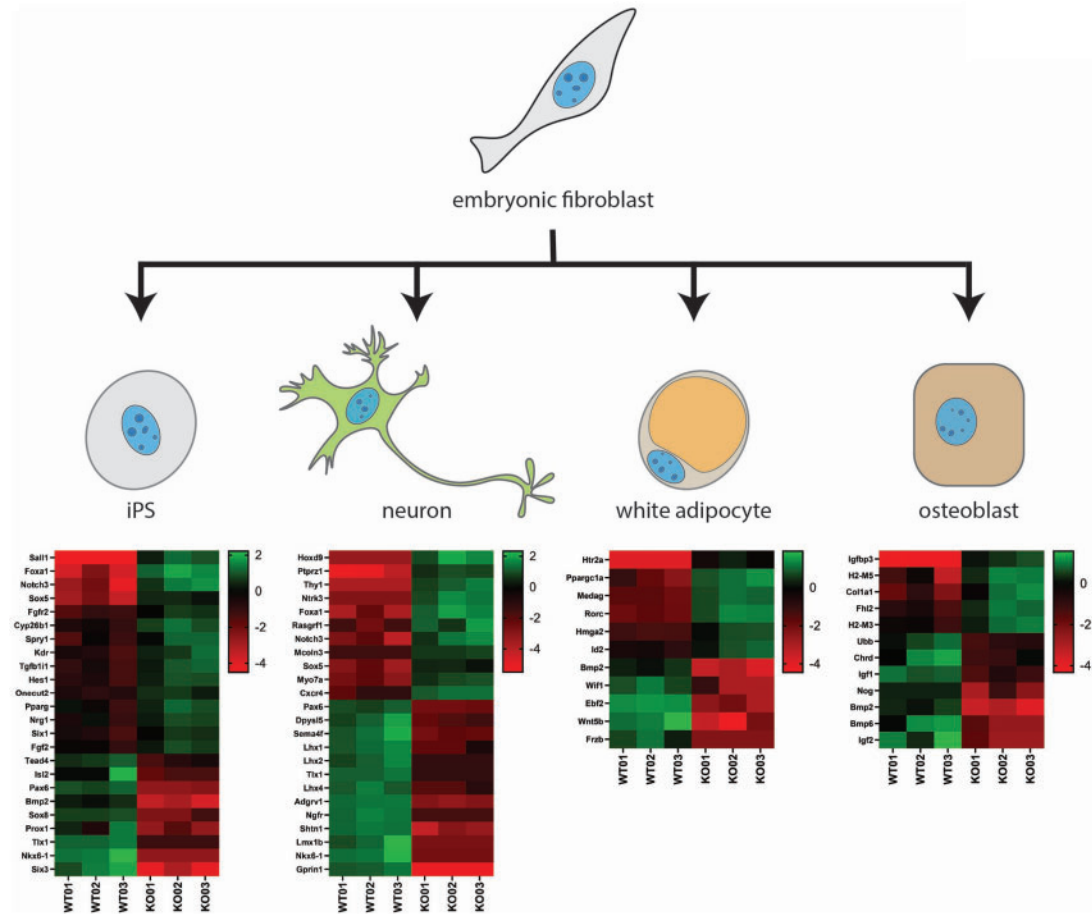 embryonic fibroblast
iPS
neuron
white adipocyte
osteoblast
Sall1
Foxa1
Notch3
Sox5
Fgfr2
Cyp26b1
Spry1
Kdr
Tgfb1i1
Hes1
Onecut2
Pparg
Nrg1
Six1
Fgf2
Tead4
Isl2
Pax6
Bmp2
Sox8
Prox1
Tlx1
Nkx6-1
Six3
2
0
-2
-4
WT01
WT02
WT03
KO01
KO02
KO03
Hoxd9
Ptprz1
Thy1
Ntrk3
Foxa1
Rasgrf1
Notch3
Mcoln3
Sox5
Myo7a
Cxcr4
Pax6
Dpysl5
Sema4f
Lhx1
Lhx2
Tlx1
Lhx4
Adgrv1
Ngfr
Shtn1
Lmx1b
Nkx6-1
Gprin1
2
0
-2
-4
WT01
WT02
WT03
KO01
KO02
KO03
Htr2a
Ppargc1a
Medag
Rorc
Hmga2
Id2
Bmp2
Wif1
Ebf2
Wnt5b
Frzb
0
-2
-4
WT01
WT02
WT03
KO01
KO02
KO03
Igfbp3
H2-M5
Col1a1
Fhl2
H2-M3
Ubb
Chrd
Igf1
Nog
Bmp2
Bmp6
Igf2
0
-2
-4
WT01
WT02
WT03
KO01
KO02
KO03